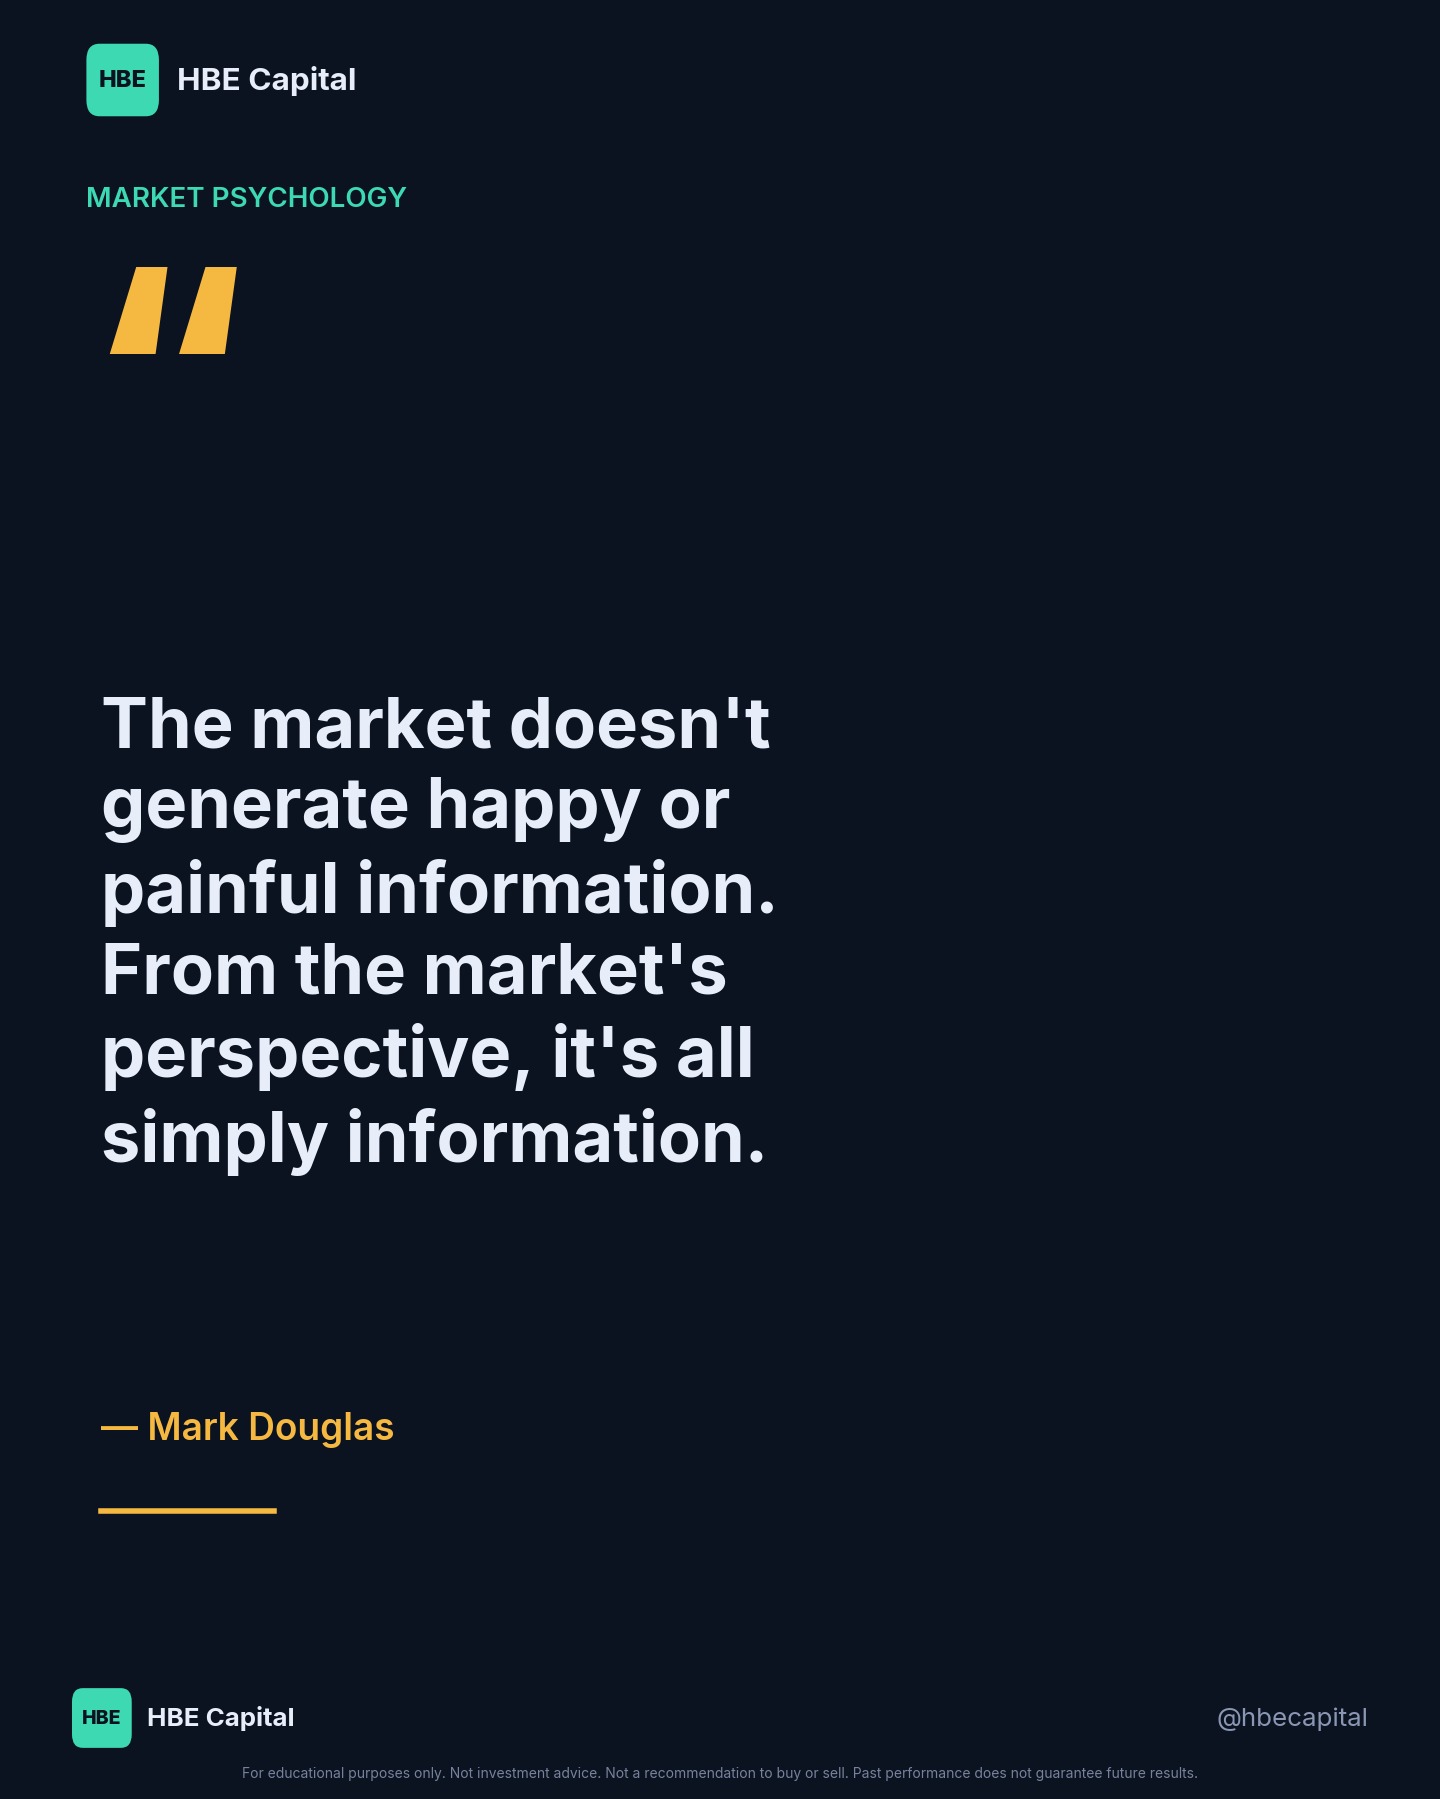 HBE
HBE Capital
MARKET PSYCHOLOGY
"
The market doesn't
generate happy or
painful information.
From the market's
perspective, it's all
simply information.
— Mark Douglas
HBE
HBE Capital
@hbecapital
For educational purposes only. Not investment advice. Not a recommendation to buy or sell. Past performance does not guarantee future results.